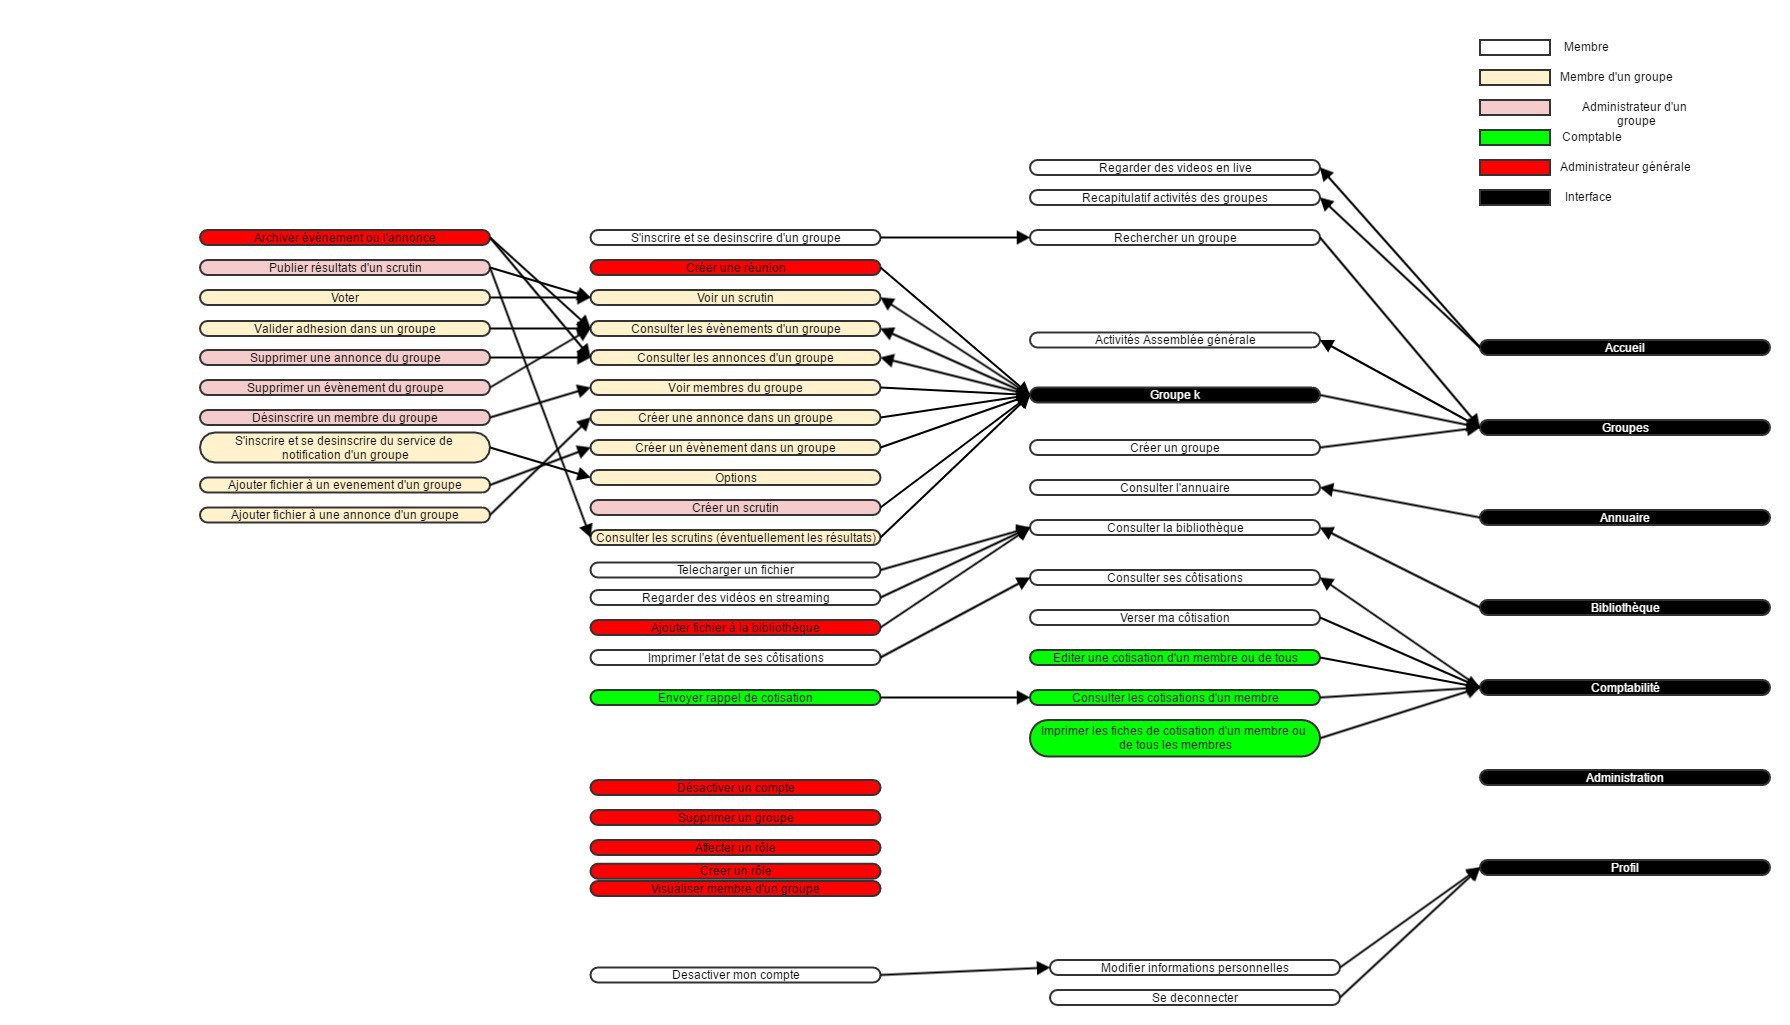 Membre
Membre d'un groupe
Administrateur d'un
groupe
Comptable
Administrateur générale
Interface
Regarder des videos en live
Recapitulatif activités des groupes
Archiver évènement ou l'annonce
S'inscrire et se desinscrire d'un groupe
Rechercher un groupe
Publier résultats d'un scrutin
Créer une réunion
Voter
Voir un scrutin
Valider adhesion dans un groupe
Consulter les évènements d'un groupe
Activités Assemblée générale
Accueil
Supprimer une annonce du groupe
Consulter les annonces d'un groupe
Supprimer un évènement du groupe
Voir membres du groupe
Groupe k
Désinscrire un membre du groupe
Créer une annonce dans un groupe
Groupes
S'inscrire et se desinscrire du service de
notification d'un groupe
Créer un évènement dans un groupe
Créer un groupe
Ajouter fichier à un evenement d'un groupe
Options
Consulter l'annuaire
Ajouter fichier à une annonce d'un groupe
Créer un scrutin
Annuaire
Consulter les scrutins (éventuellement les résultats)
Consulter la bibliothèque
Telecharger un fichier
Consulter ses côtisations
Regarder des vidéos en streaming
Bibliothèque
Ajouter fichier à la bibliothèque
Verser ma côtisation
Imprimer l'etat de ses côtisations
Editer une cotisation d'un membre ou de tous
Comptabilité
Envoyer rappel de cotisation
Consulter les cotisations d'un membre
Imprimer les fiches de cotisation d'un membre ou
de tous les membres
Administration
Désactiver un compte
Supprimer un groupe
Affecter un rôle
Créer un rôle
Visualiser membre d'un groupe
Profil
Desactiver mon compte
Modifier informations personnelles
Se deconnecter